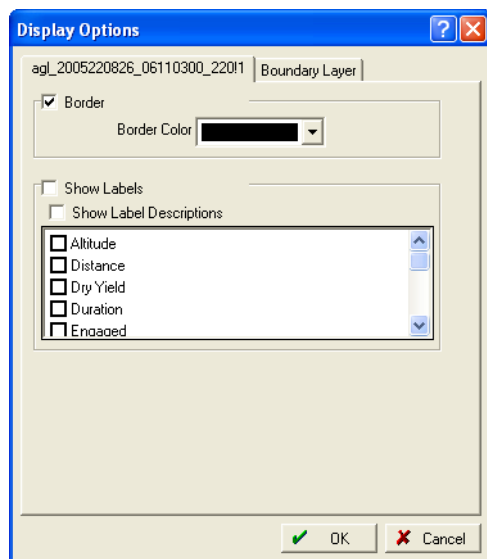 Display Options
agl_2005220826_06110300_220!1 Boundary Layer
Border
Border Color
Show Labels
Show Label Descriptions
Altitude
Distance
Dry Yield
Duration
Engaged
OK Cancel